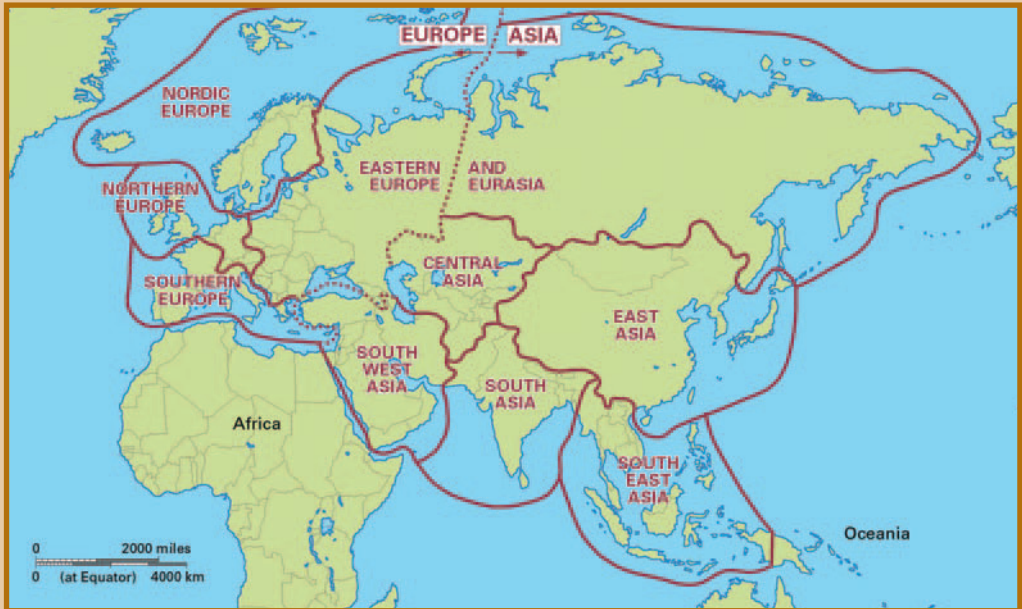 EUROPE ASIA
NORDIC
EUROPE
EASTERN
EUROPE
AND
EURASIA
NORTHERN
EUROPE
SOUTHERN
EUROPE
CENTRAL
ASIA
EAST
ASIA
SOUTH
WEST
ASIA
SOUTH
ASIA
Africa
SOUTH
EAST
ASIA
Oceania
0 2000 miles
0 (at Equator) 4000 km